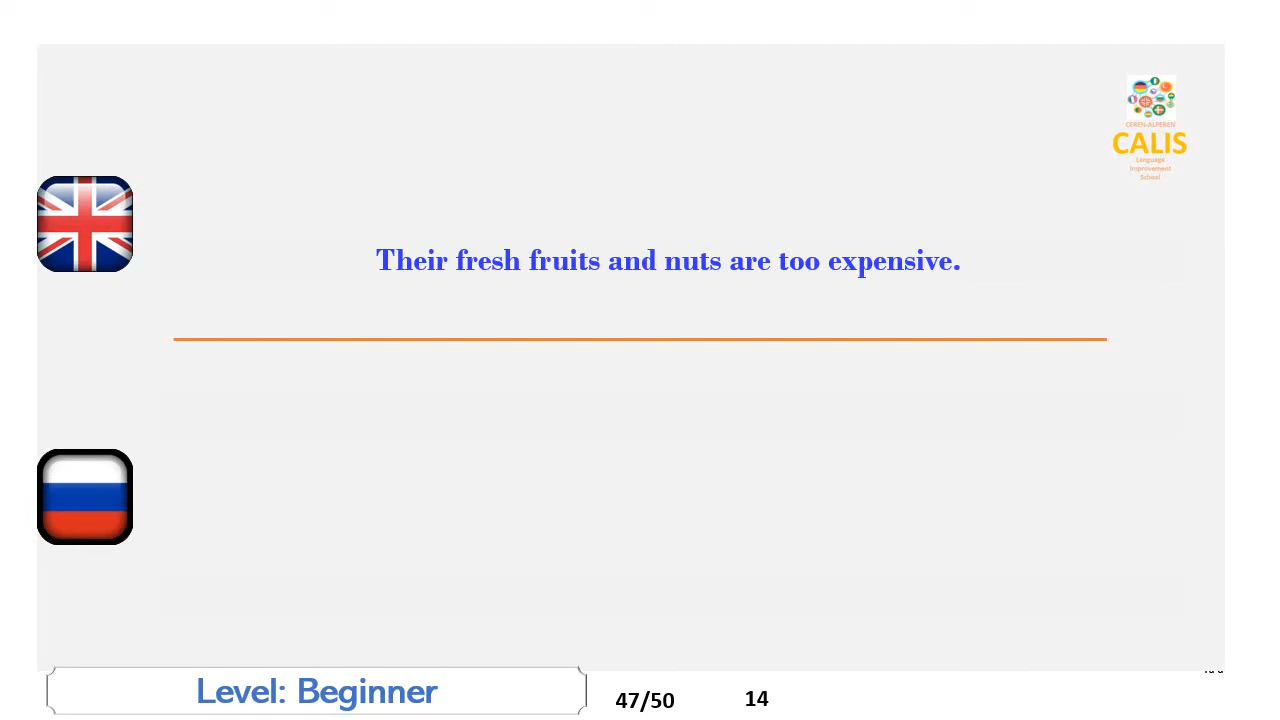 CEREN-ALPEREN
CALIS
Language
Improvement
School
Their fresh fruits and nuts are too expensive.
Level: Beginner
47/50
14